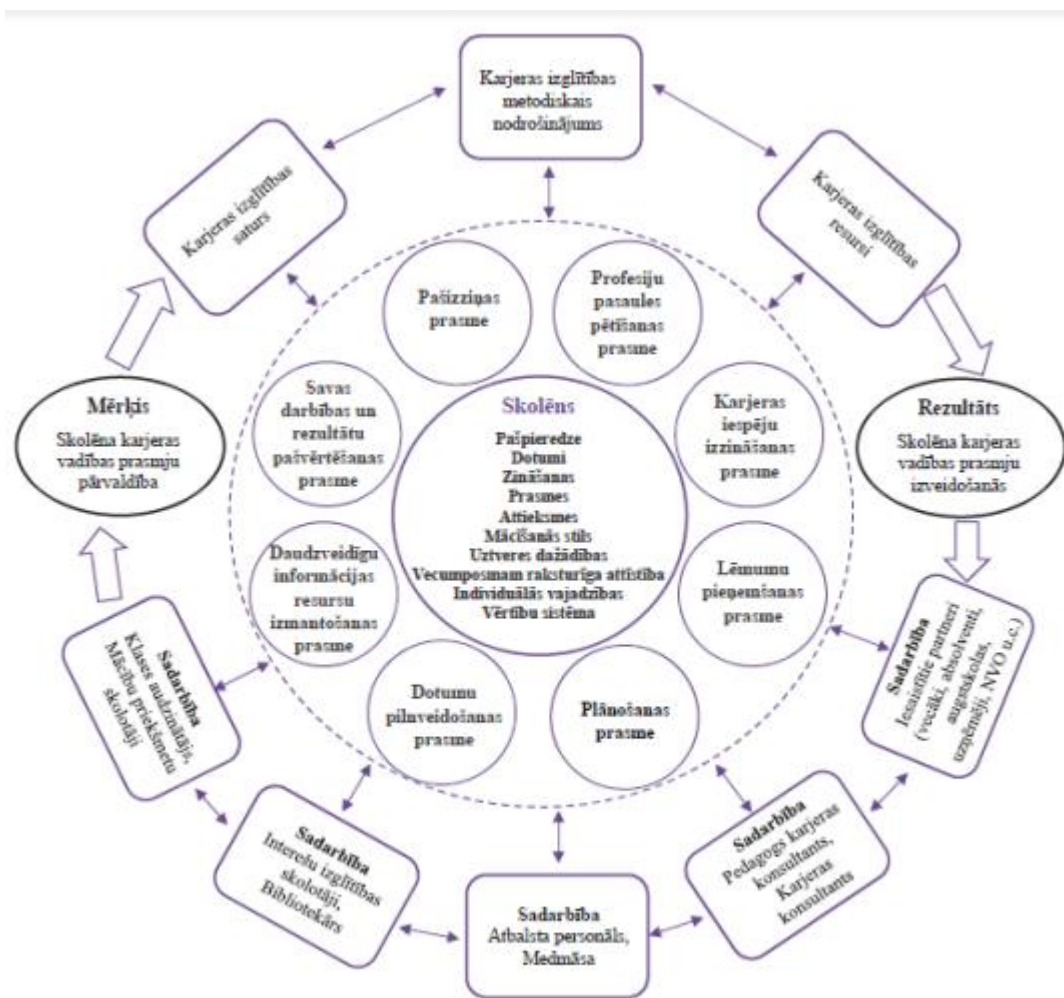 Karjeras izglītības
metodiskais
nodrošinājums
Karjeras izglītības
saturs
Karjeras izglītības
resursi
Pašizziņas
prasme
Profesiju
pasaules
pētīšanas
prasme
Mērķis
Skolēna karjeras
vadības prasmju
pārvaldība
Savas
darbības un
rezultātu
pašvērtēšanas
prasme
Skolēns
Pašpieredze
Dotumi
Zināšanas
Prasmes
Attieksmes
Mācīšanās stils
Uztveres dažādības
Vecumposmam raksturīga attīstība
Individuālās vajadzības
Vērtību sistēma
Karjeras
iespēju
izzināšanas
prasme
Rezultāts
Skolēna karjeras
vadības prasmju
izveidošanās
Daudzveidīgu
informācijas
resursu
izmantošanas
prasme
Lēmumu
pieņemšanas
prasme
Dotumu
pilnveidošanas
prasme
Plānošanas
prasme
Sadarbība
Klases audzinātājs,
Mācību priekšmetu
skolotāji
Sadarbība
Iesaistītie partneri
(vecāki, absolventi,
augstskolas,
uzņēmēji, NVO u.c.)
Sadarbība
Interešu izglītības
skolotāji,
Bibliotekārs
Sadarbība
Atbalsta personāls,
Medmāsa
Sadarbība
Pedagogs karjeras
konsultants,
Karjeras
konsultants